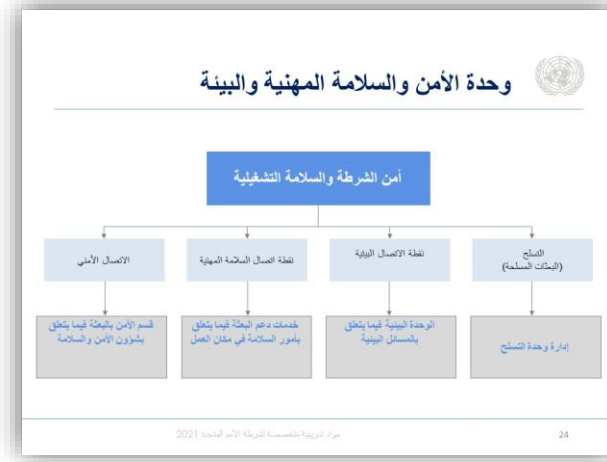 وحدة الأمن والسلامة المهنية والبيئة
أمن الشرطة والسلامة التشغيلية
التسلح
(البعثات المسلحة)
نقطة الاتصال البيئية
نقطة اتصال السلامة المهنية
الاتصال الأمني
إدارة وحدة التسلح
الوحدة البيئية فيما يتعلق
بالمسائل البيئية
خدمات دعم البعثة فيما يتعلق
بأمور السلامة في مكان العمل
قسم الأمن بالبعثة فيما يتعلق
بشؤون الأمن والسلامة
مواد تدريبية متخصصة لشرطة الأمم المتحدة 2021
24